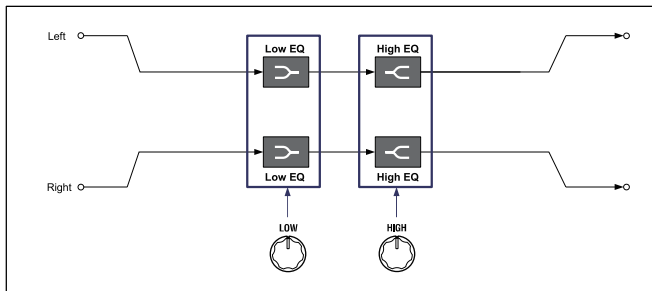 Left
Low EQ
High EQ
Low EQ
High EQ
Right
LOW
HIGH